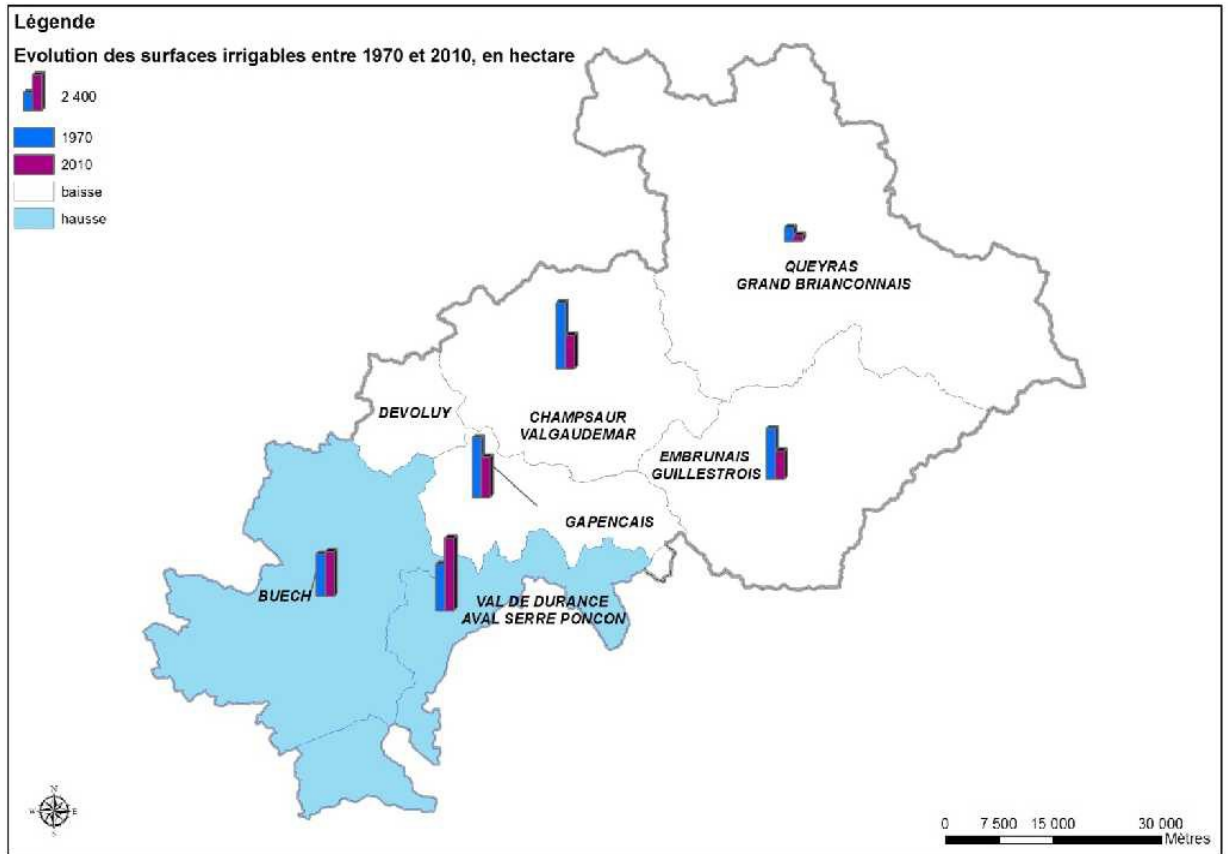 Légende
Evolution des surfaces irrigables entre 1970 et 2010, en hectare
2 400
1970
2010
baisse
hausse
QUEYRAS
GRAND BRIANCONNAIS
DEVOLUY
CHAMPSAUR
VALGAUDEMAR
EMBRUNAIS
GUILLESTROIS
GAPENCAIS
BUECH
VAL DE DURANCE
AVAL SERRE PONCON
N
W
E
S
0 7 500 15 000 30 000
Mètres